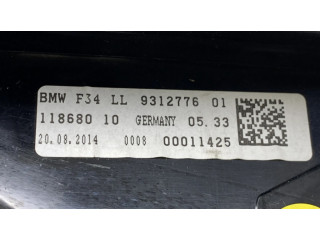 BMW F34 LL 9312776 01
118680 10 GERMANY 05.33
20.08.2014 0008 00011425